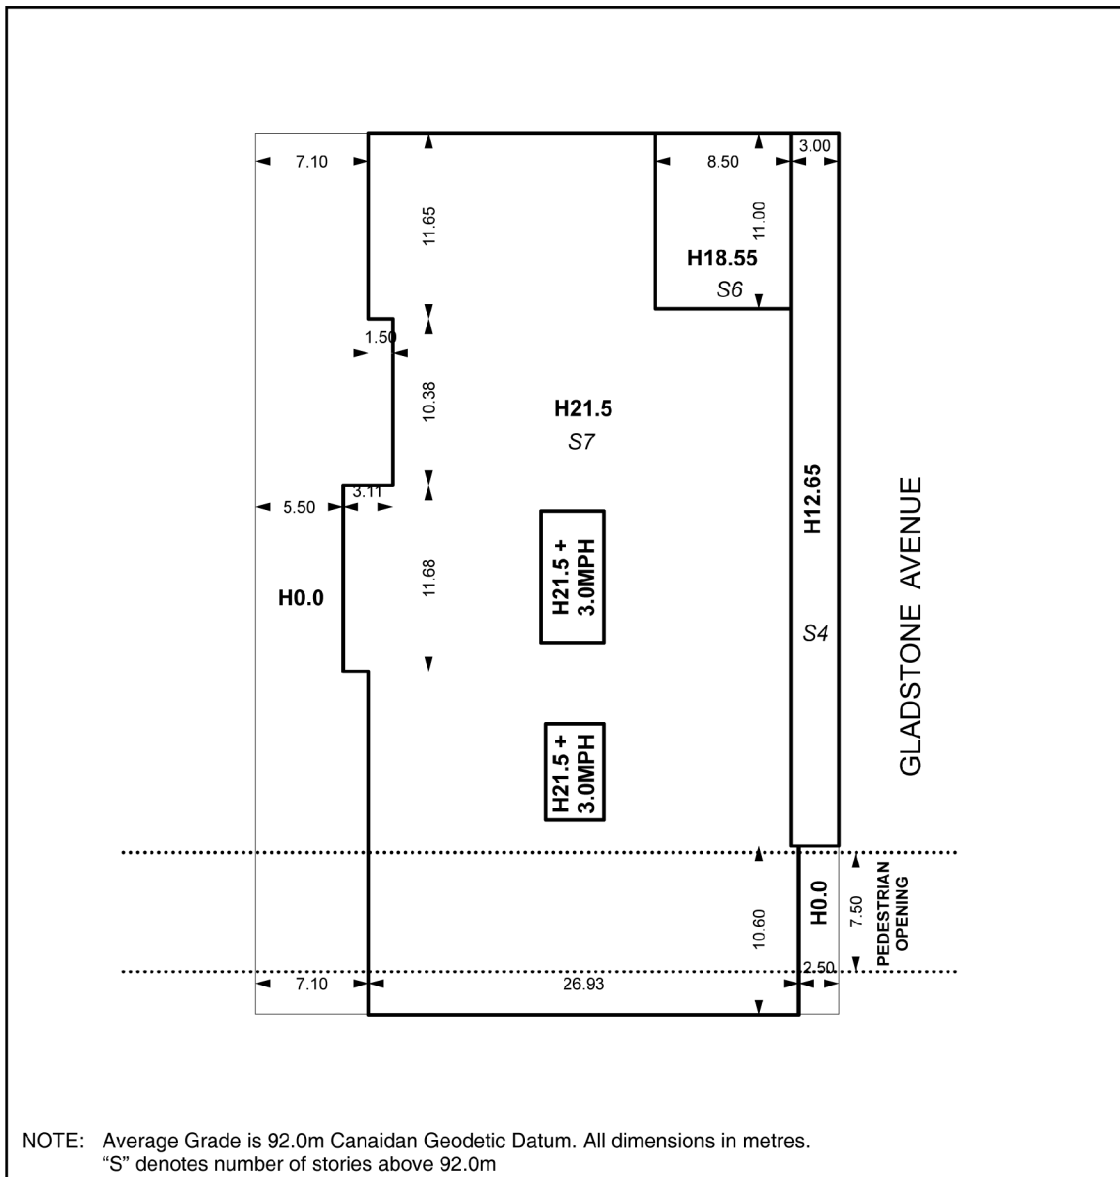 7.10
3.00
8.50
11.65
11.00
H18.55
S6
1.50
10.38
H21.5
S7
3.11
5.50
H12.65
11.68
H21.5 +
3.0MPH
H0.0
S4
GLADSTONE AVENUE
H21.5 +
3.0MPH
10.60
H0.0
7.50
PEDESTRIAN
OPENING
2.50
7.10
26.93
NOTE: Average Grade is 92.0m Canaidan Geodetic Datum. All dimensions in metres.
“S” denotes number of stories above 92.0m